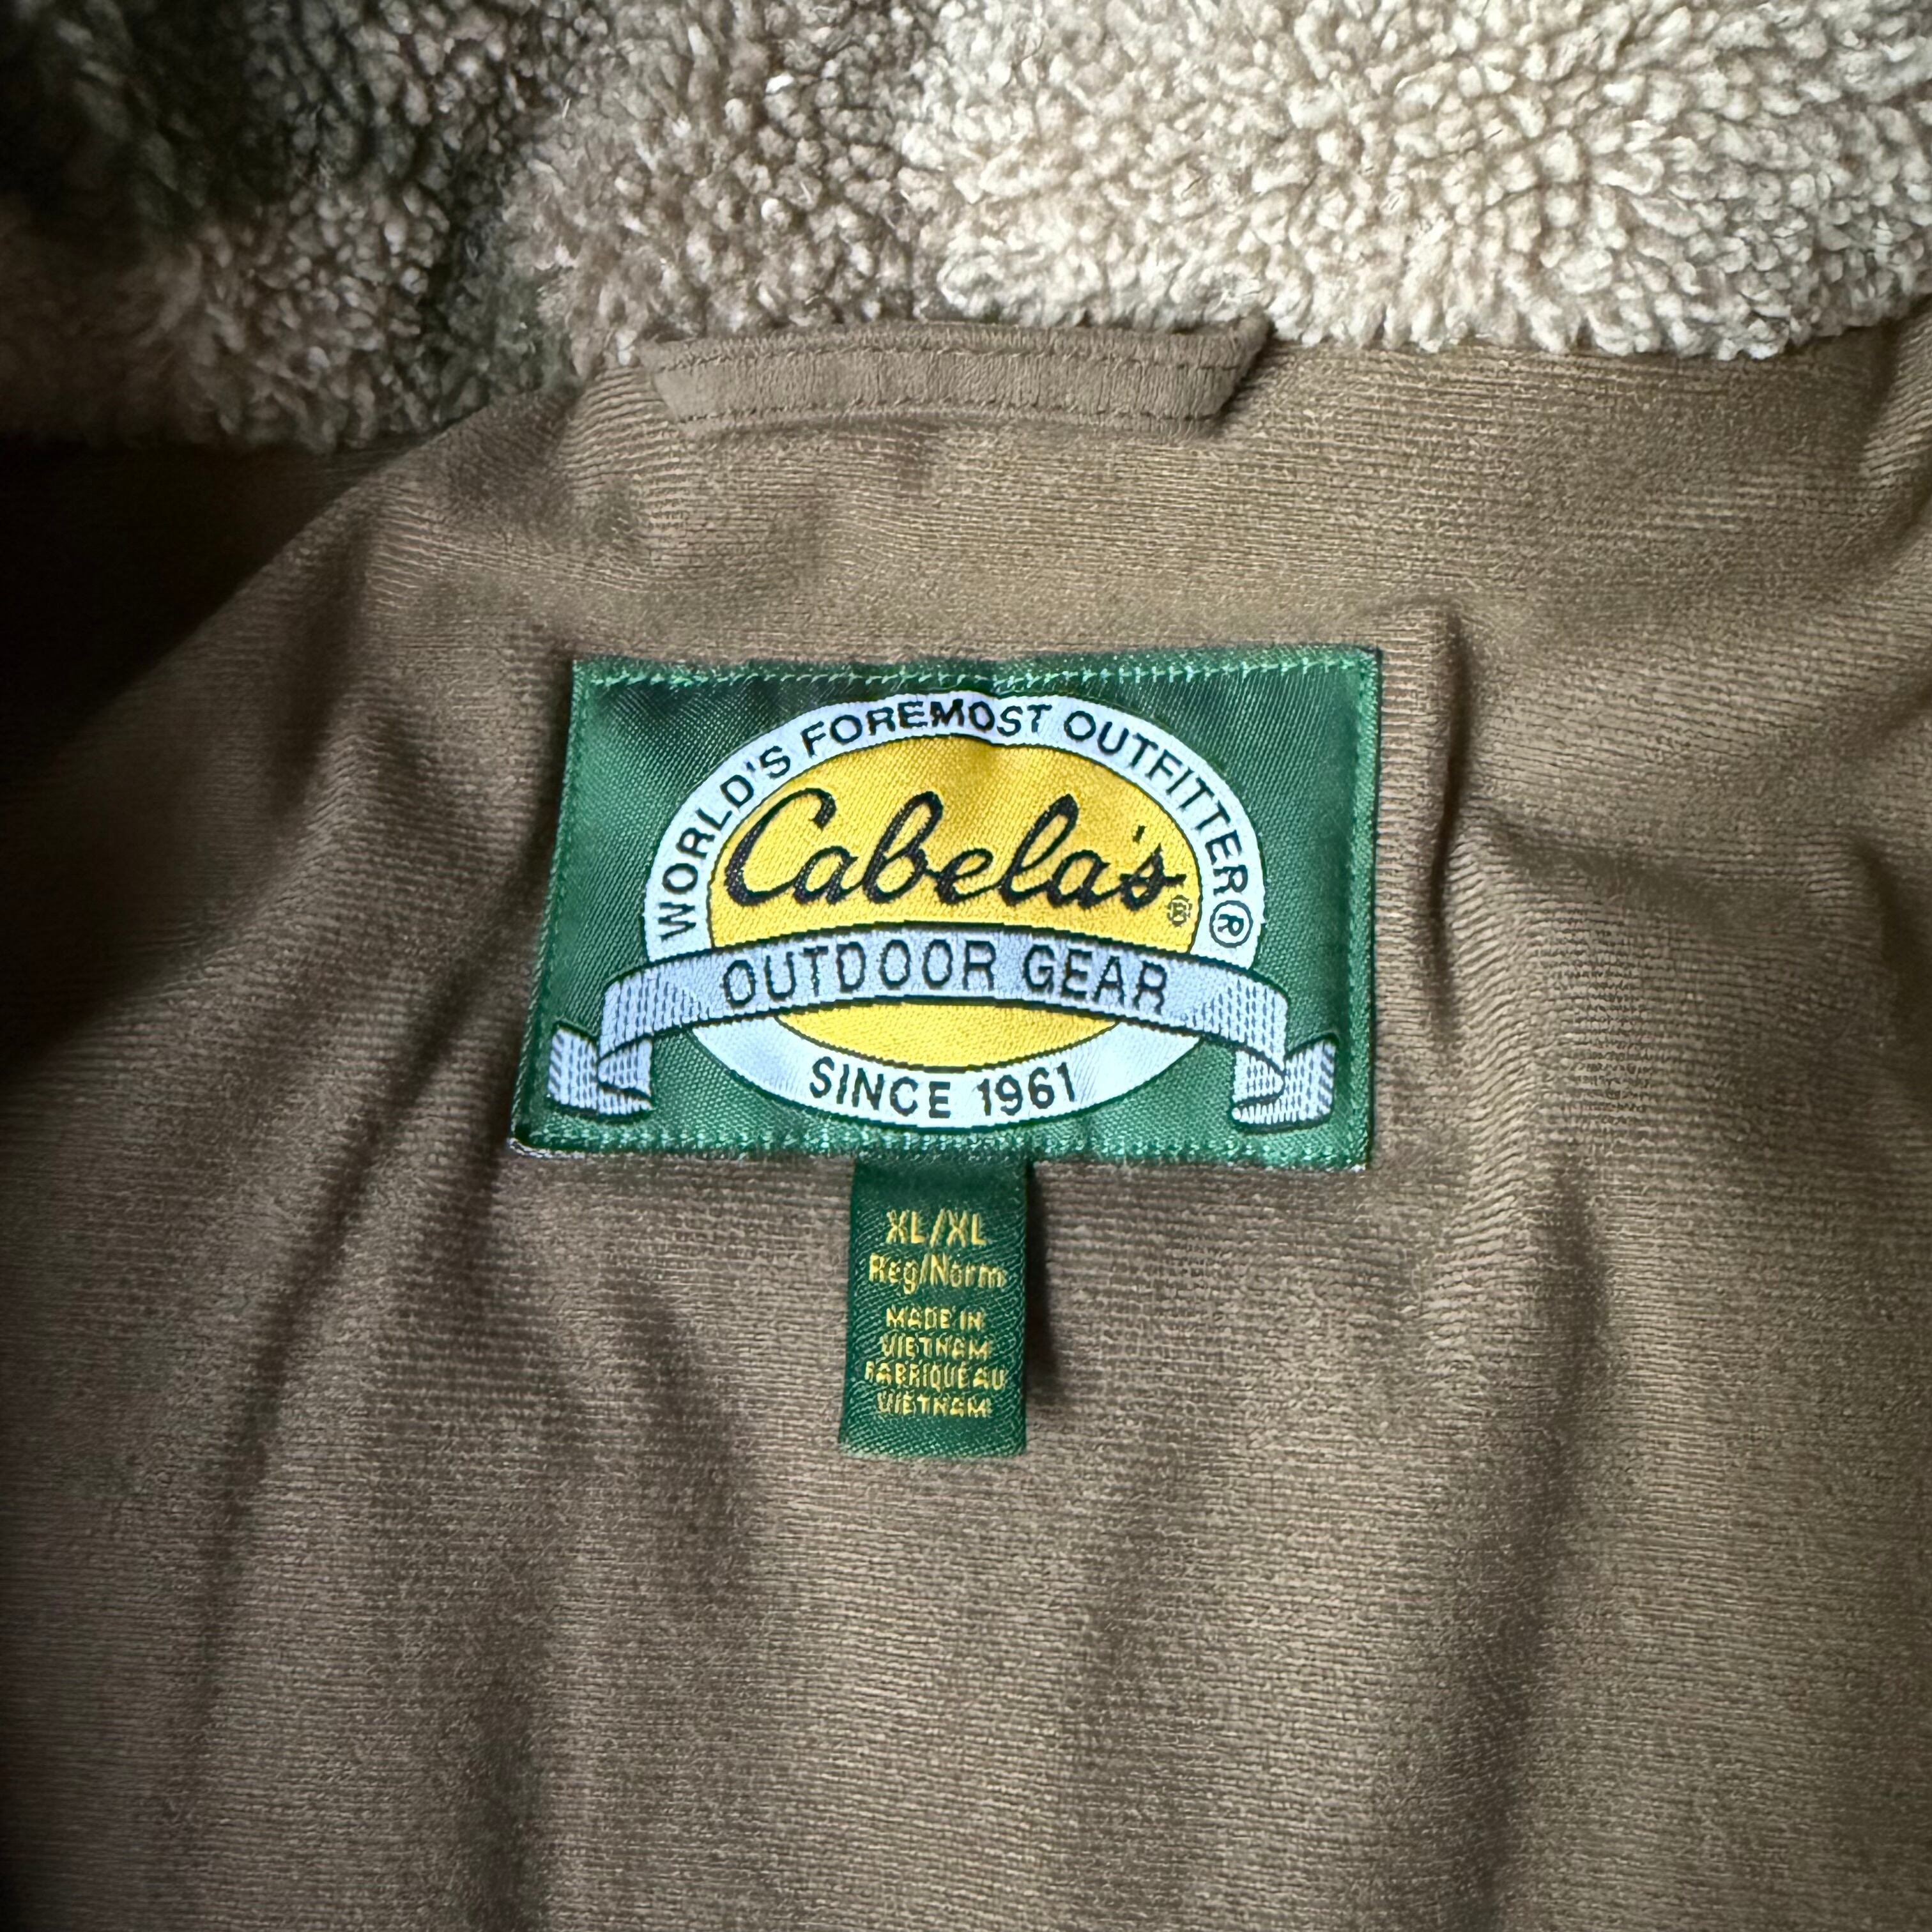 WORLD'S FOREMOST OUTFITTER®
Cabela's®
OUTDOOR GEAR
SINCE 1961
XL/XL
Reg/Norm
MADE IN
VIETNAM
FABRIQUÉ AU
VIETNAM